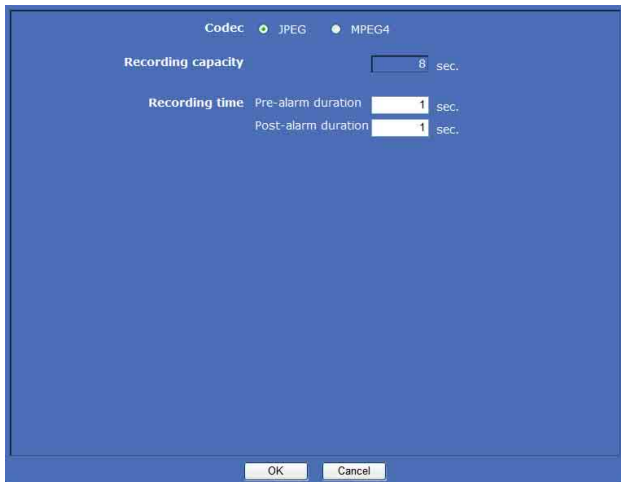 Codec JPEG MPEG4
Recording capacity 8 sec.
Recording time Pre-alarm duration 1 sec.
Post-alarm duration 1 sec.
OK Cancel